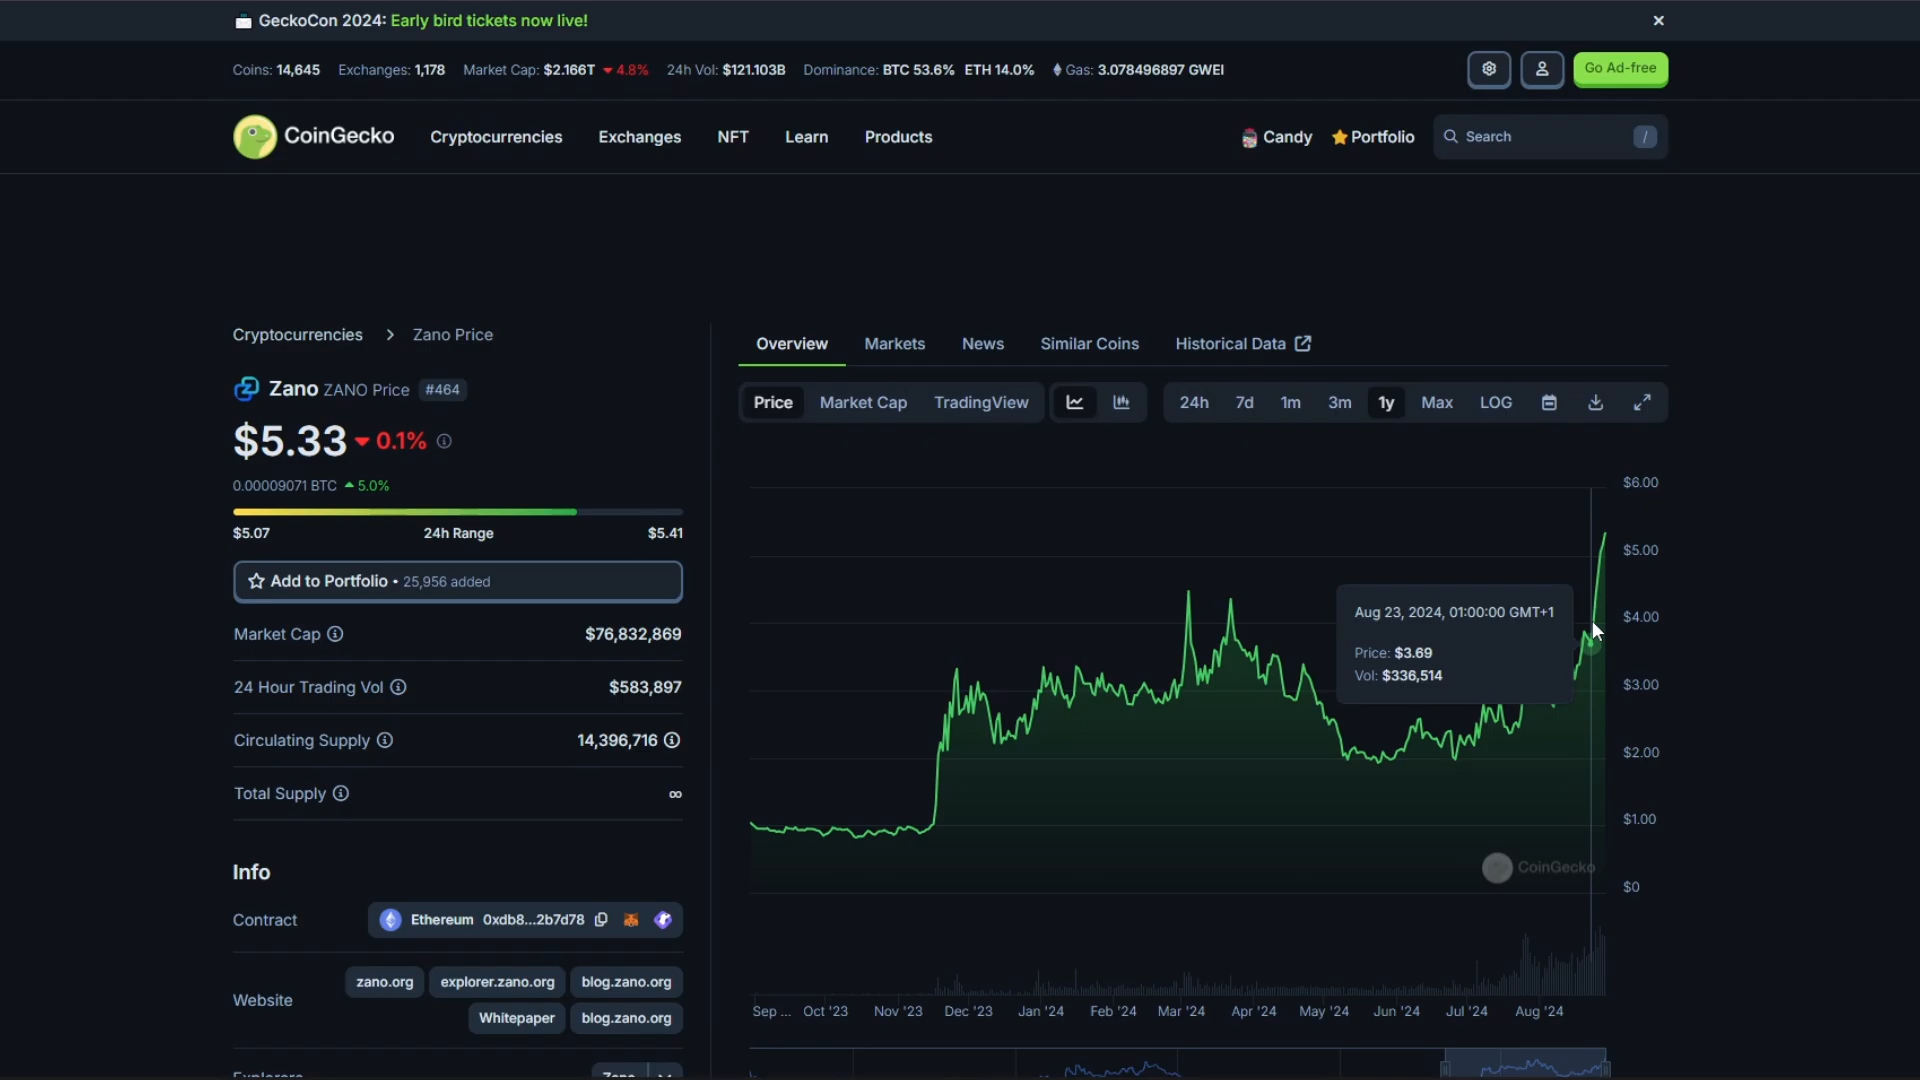 GeckoCon 2024: Early bird tickets now live!
Coins: 14,645 Exchanges: 1,178 Market Cap: $2.166T 4.8% 24h Vol: $121.103B Dominance: BTC 53.6% ETH 14.0% Gas: 3.078496897 GWEI
Go Ad-free
CoinGecko Cryptocurrencies Exchanges NFT Learn Products Candy Portfolio Search /
Cryptocurrencies > Zano Price
Overview Markets News Similar Coins Historical Data
Zano ZANO Price #464
Price Market Cap TradingView 24h 7d 1m 3m 1y Max LOG
$5.33 0.1%
0.00009071 BTC 5.0%
$5.07 24h Range $5.41
Add to Portfolio • 25,956 added
Market Cap $76,832,869
24 Hour Trading Vol $583,897
Circulating Supply 14,396,716
Total Supply ∞
Info
Contract Ethereum 0xdb8...2b7d78
Website zano.org explorer.zano.org blog.zano.org
Whitepaper blog.zano.org
Explorers Zano
$6.00
$5.00
$4.00
$3.00
$2.00
$1.00
$0
Aug 23, 2024, 01:00:00 GMT+1
Price: $3.69
Vol: $336,514
CoinGecko
Sep ... Oct '23 Nov '23 Dec '23 Jan '24 Feb '24 Mar '24 Apr '24 May '24 Jun '24 Jul '24 Aug '24